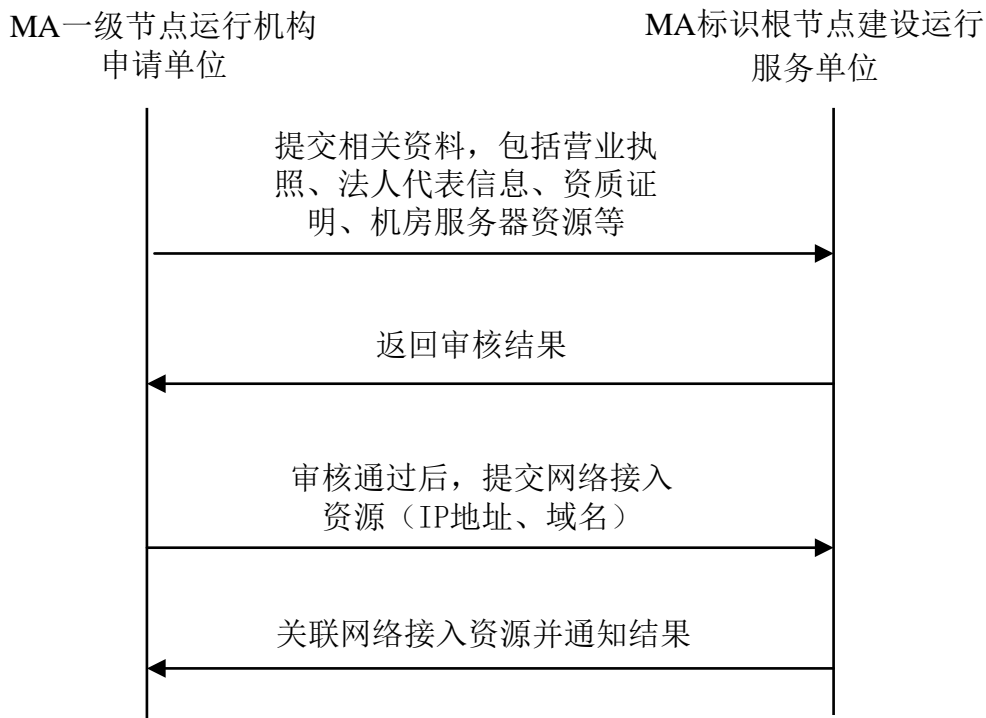 MA一级节点运行机构
申请单位
MA标识根节点建设运行
服务单位
提交相关资料，包括营业执
照、法人代表信息、资质证
明、机房服务器资源等
返回审核结果
审核通过后，提交网络接入
资源（IP地址、域名）
关联网络接入资源并通知结果